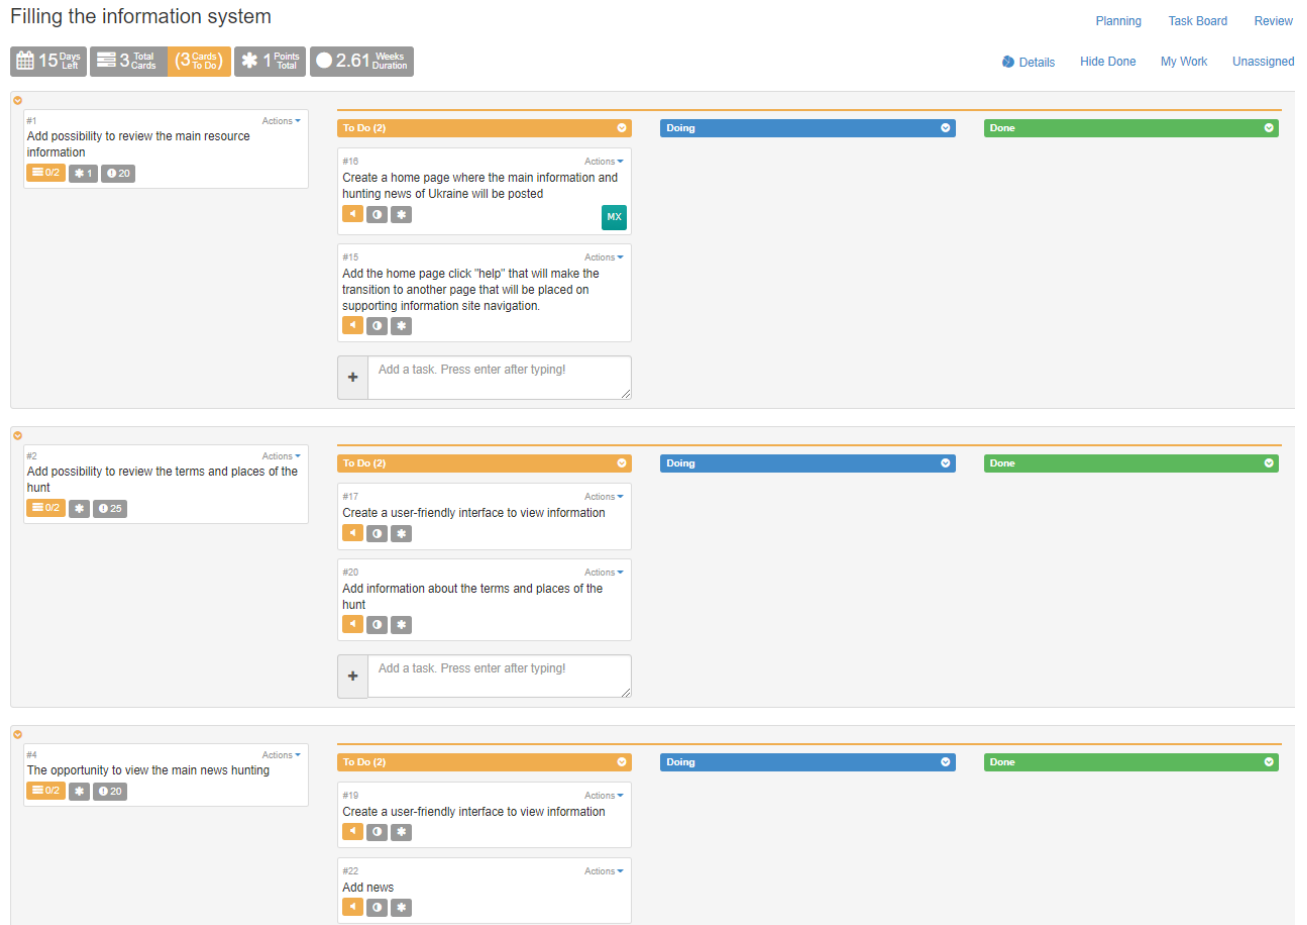 Filling the information system
Planning Task Board Review
15 Days Left 3 Total Cards (3 Cards To Do) 1 Points Total 2.61 Weeks Duration
Details Hide Done My Work Unassigned
#1 Actions
Add possibility to review the main resource
information
0/2 1 20
To Do (2) Doing Done
#16 Actions
Create a home page where the main information and
hunting news of Ukraine will be posted
MX
#15 Actions
Add the home page click "help" that will make the
transition to another page that will be placed on
supporting information site navigation.
Add a task. Press enter after typing!
#2 Actions
Add possibility to review the terms and places of the
hunt
0/2 25
To Do (2) Doing Done
#17 Actions
Create a user-friendly interface to view information
#20 Actions
Add information about the terms and places of the
hunt
Add a task. Press enter after typing!
#4 Actions
The opportunity to view the main news hunting
0/2 20
To Do (2) Doing Done
#19 Actions
Create a user-friendly interface to view information
#22 Actions
Add news